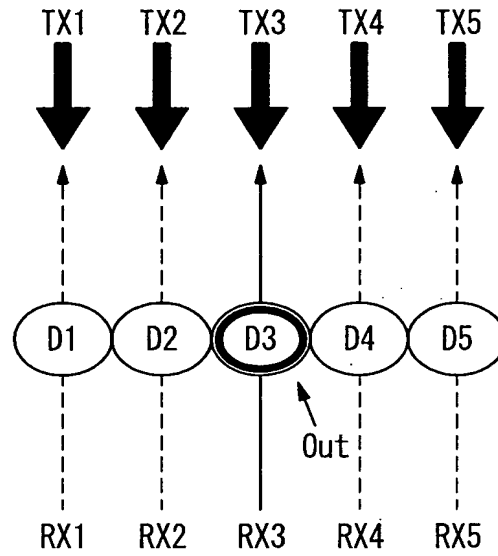 TX1 TX2 TX3 TX4 TX5
D1 D2 D3 D4 D5
Out
RX1 RX2 RX3 RX4 RX5